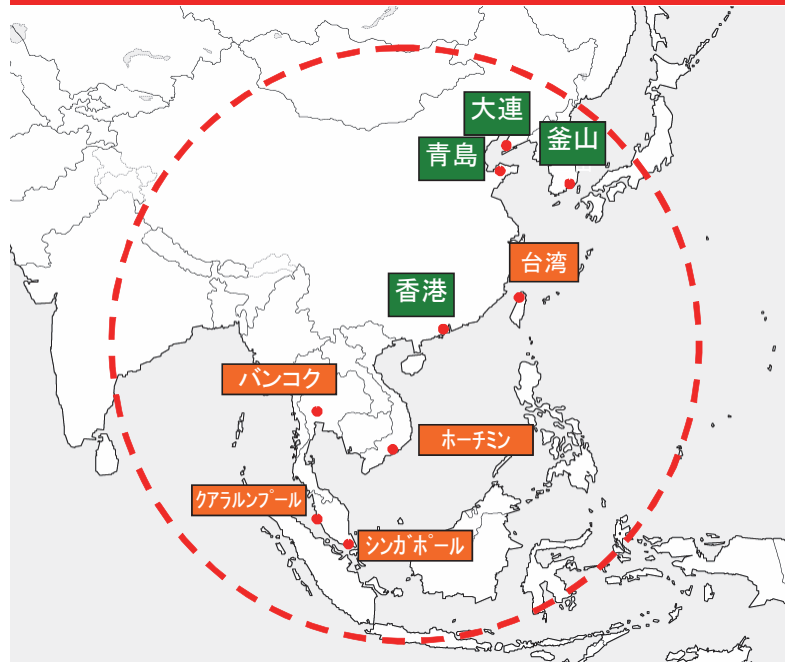 大連
釜山
青島
台湾
香港
バンコク
ホーチミン
クアラルンプール
シンガポール